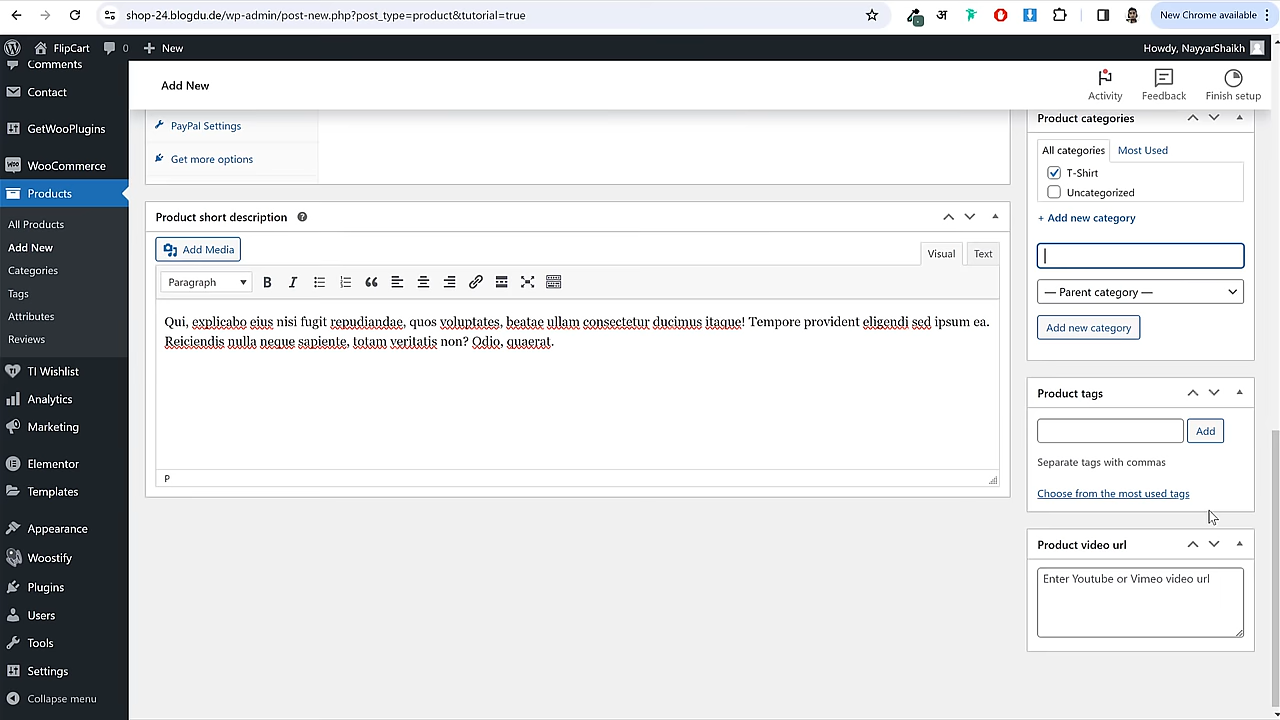 shop-24.blogdu.de/wp-admin/post-new.php?post_type=product&tutorial=true
अ
New Chrome available
FlipCart
0
New
Howdy, NayyarShaikh
Comments
Contact
GetWooPlugins
WooCommerce
Products
All Products
Add New
Categories
Tags
Attributes
Reviews
TI Wishlist
Analytics
Marketing
Elementor
Templates
Appearance
Woostify
Plugins
Users
Tools
Settings
Collapse menu
Add New
Activity
Feedback
Finish setup
PayPal Settings
Get more options
Product short description
Add Media
Visual
Text
Paragraph
B
I
Qui, explicabo eius nisi fugit repudiandae, quos voluptates, beatae ullam consectetur ducimus itaque! Tempore provident eligendi sed ipsum ea.
Reiciendis nulla neque sapiente, totam veritatis non? Odio, quaerat.
P
Product categories
All categories
Most Used
T-Shirt
Uncategorized
+ Add new category
— Parent category —
Add new category
Product tags
Add
Separate tags with commas
Choose from the most used tags
Product video url
Enter Youtube or Vimeo video url